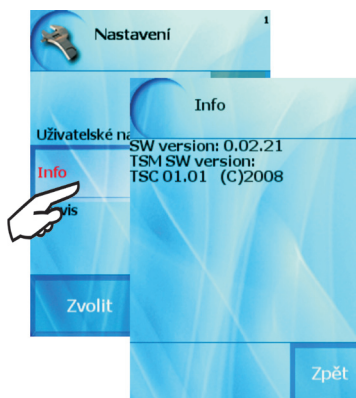 Nastavení
1
Uživatelské na
Info
vis
Zvolit
Info
SW version: 0.02.21
TSM SW version:
TSC 01.01 (C)2008
Zpět